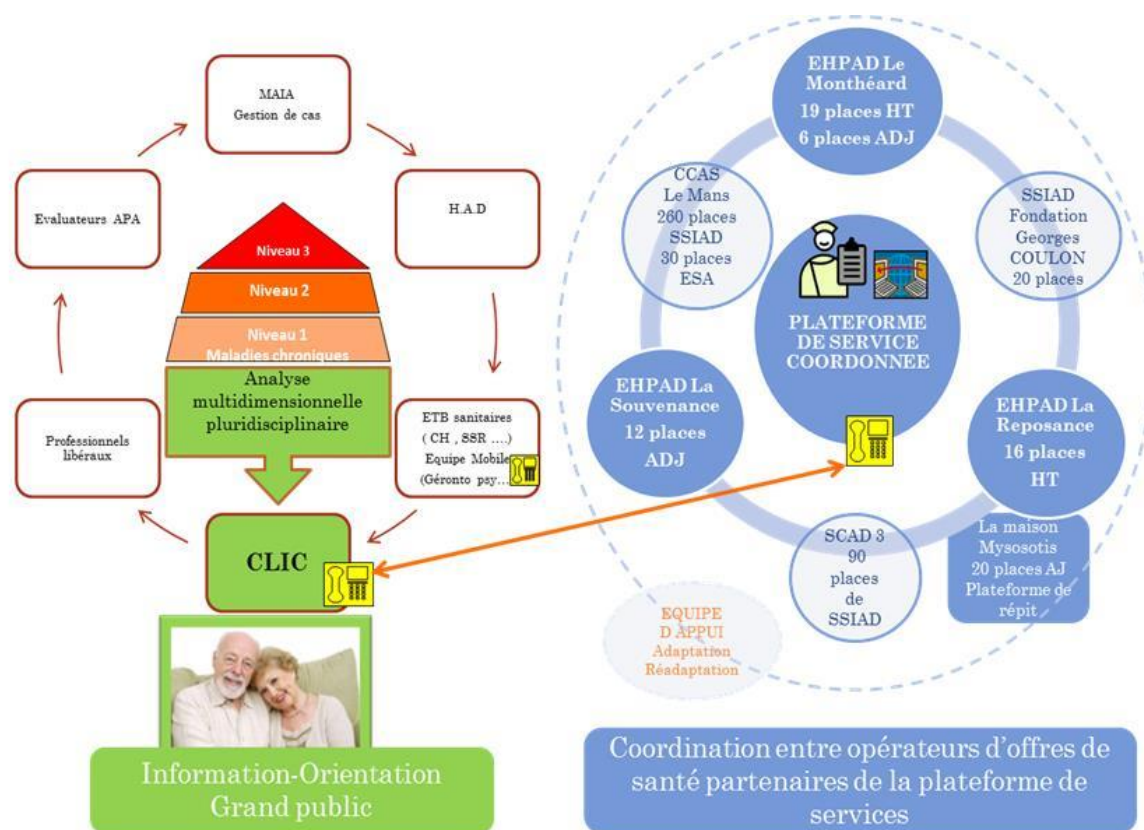 MAIA
Gestion de cas
Evaluateurs APA
H.A.D
Niveau 3
Niveau 2
Niveau 1
Maladies chroniques
Analyse
multidimensionnelle
pluridisciplinaire
Professionnels
libéraux
ETB sanitaires
( CH , SSR ....)
Equipe Mobile
(Géronto psy...
CLIC
Information-Orientation
Grand public
EHPAD Le
Monthéard
19 places HT
6 places ADJ
CCAS
Le Mans
260 places
SSIAD
30 places
ESA
SSIAD
Fondation
Georges
COULON
20 places
PLATEFORME
DE SERVICE
COORDONNEE
EHPAD La
Souvenance
12 places
ADJ
EHPAD La
Reposance
16 places
HT
La maison
Mysosotis
20 places AJ
Plateforme de
répit
SCAD 3
90
places
de
SSIAD
EQUIPE
D APPUI
Adaptation
Réadaptation
Coordination entre opérateurs d'offres de
santé partenaires de la plateforme de
services